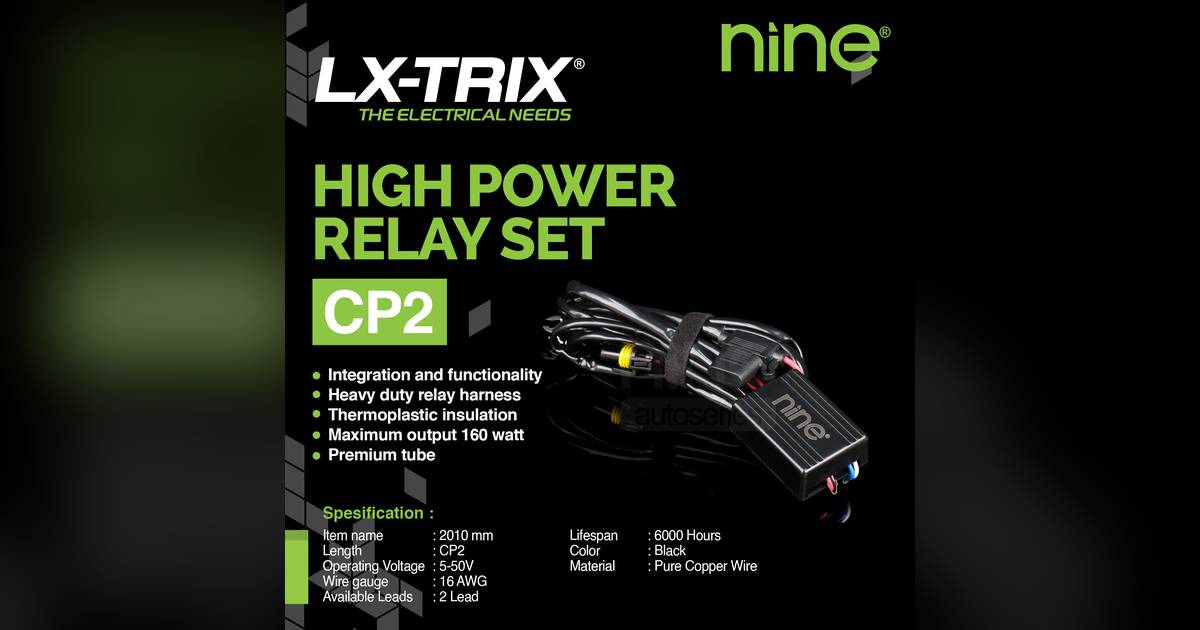 nine®
LX-TRIX®
THE ELECTRICAL NEEDS
HIGH POWER
RELAY SET
CP2
Integration and functionality
Heavy duty relay harness
Thermoplastic insulation
Maximum output 160 watt
Premium tube
nine
Spesification :
Item name : 2010 mm
Length : CP2
Operating Voltage : 5-50V
Wire gauge : 16 AWG
Available Leads : 2 Lead
Lifespan : 6000 Hours
Color : Black
Material : Pure Copper Wire